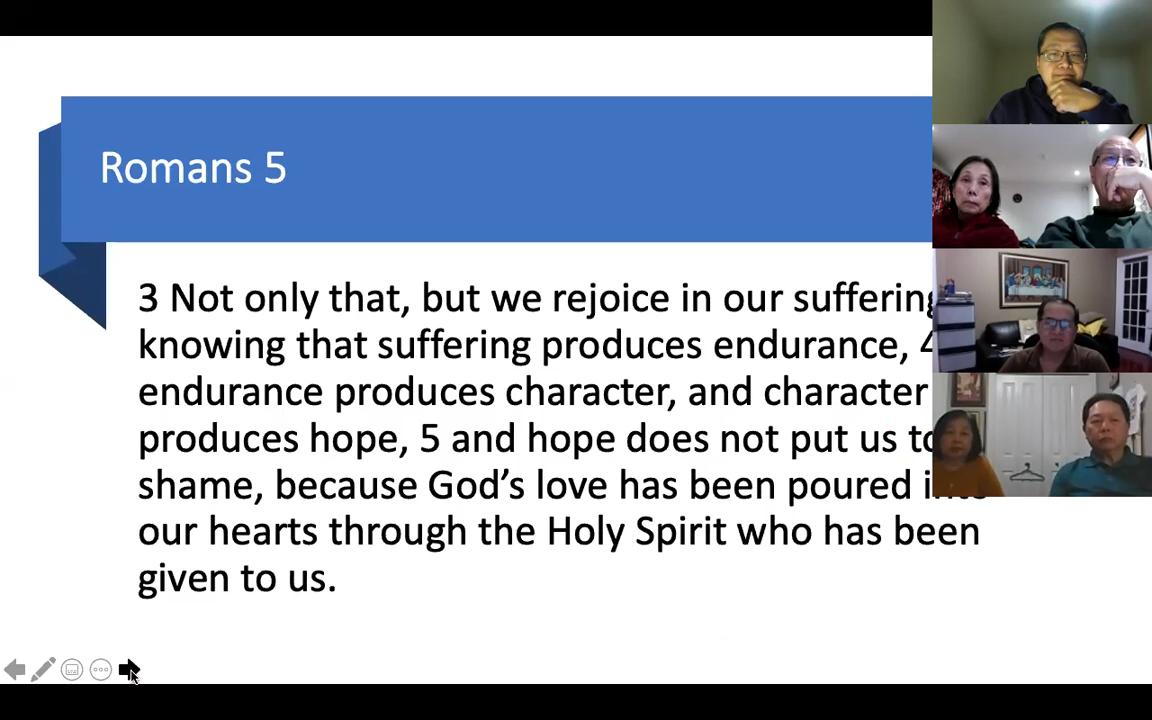 Romans 5
3 Not only that, but we rejoice in our
knowing that suffering produces endurance,
endurance produces character, and character
produces hope, 5 and hope does not put us to
shame, because God’s love has been poured into
our hearts through the Holy Spirit who has been
given to us.